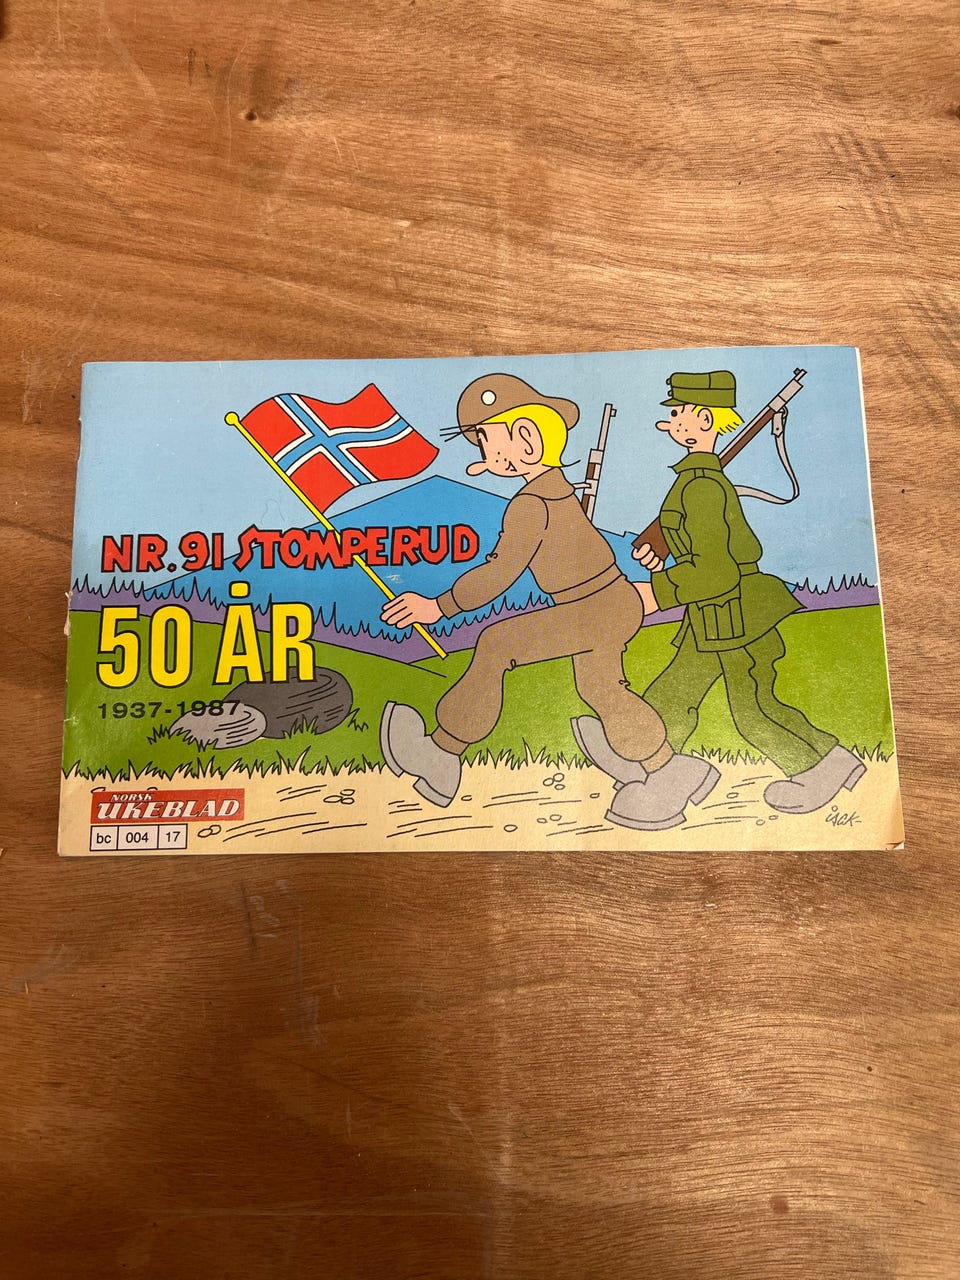 NR.91 STOMPERUD
50 ÅR
1937-1987
NORSK
UKEBLAD
bc 004 17